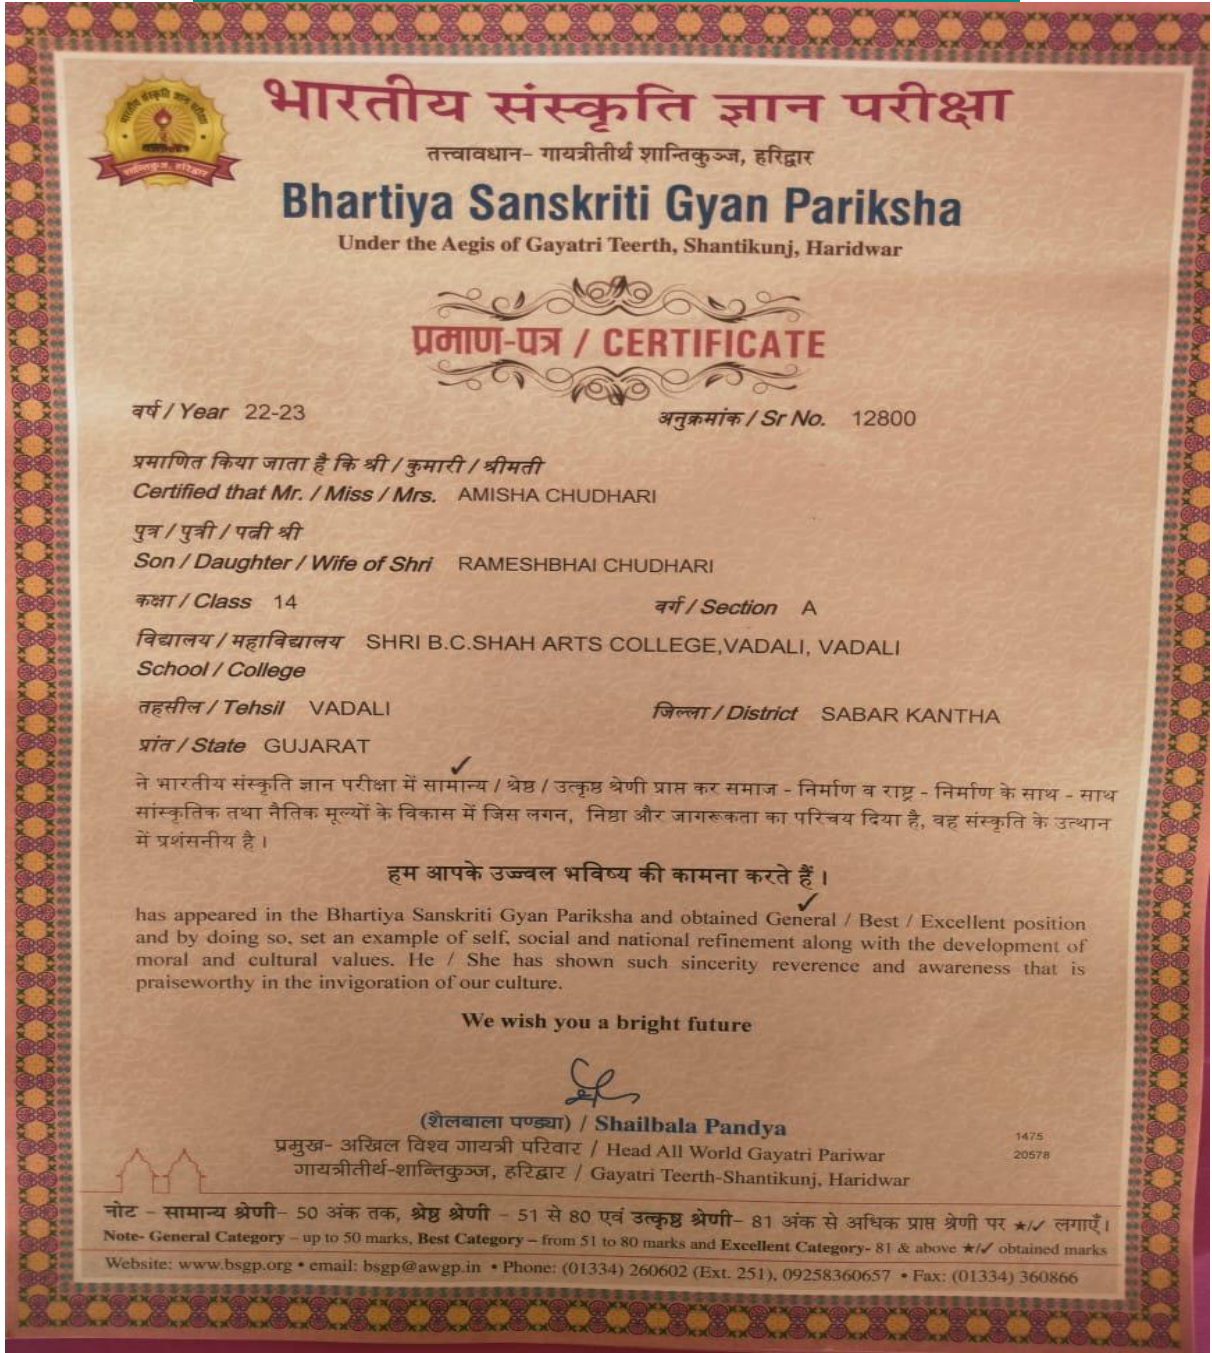 भारतीय संस्कृति ज्ञान परीक्षा
शान्तिकुञ्ज, हरिद्वार
भारतीय संस्कृति ज्ञान परीक्षा
तत्त्वावधान- गायत्रीतीर्थ शान्तिकुञ्ज, हरिद्वार
Bhartiya Sanskriti Gyan Pariksha
Under the Aegis of Gayatri Teerth, Shantikunj, Haridwar
प्रमाण-पत्र / CERTIFICATE
वर्ष / Year 22-23 अनुक्रमांक / Sr No. 12800
प्रमाणित किया जाता है कि श्री / कुमारी / श्रीमती
Certified that Mr. / Miss / Mrs. AMISHA CHUDHARI
पुत्र / पुत्री / पत्नी श्री
Son / Daughter / Wife of Shri RAMESHBHAI CHUDHARI
कक्षा / Class 14 वर्ग / Section A
विद्यालय / महाविद्यालय SHRI B.C.SHAH ARTS COLLEGE,VADALI, VADALI
School / College
तहसील / Tehsil VADALI जिल्ला / District SABAR KANTHA
प्रांत / State GUJARAT
✓
ने भारतीय संस्कृति ज्ञान परीक्षा में सामान्य / श्रेष्ठ / उत्कृष्ठ श्रेणी प्राप्त कर समाज - निर्माण व राष्ट्र - निर्माण के साथ - साथ
सांस्कृतिक तथा नैतिक मूल्यों के विकास में जिस लगन, निष्ठा और जागरूकता का परिचय दिया है, वह संस्कृति के उत्थान
में प्रशंसनीय है।
हम आपके उज्ज्वल भविष्य की कामना करते हैं।
✓
has appeared in the Bhartiya Sanskriti Gyan Pariksha and obtained General / Best / Excellent position
and by doing so, set an example of self, social and national refinement along with the development of
moral and cultural values. He / She has shown such sincerity reverence and awareness that is
praiseworthy in the invigoration of our culture.
We wish you a bright future
(शैलबाला पण्ड्या) / Shailbala Pandya
प्रमुख- अखिल विश्व गायत्री परिवार / Head All World Gayatri Pariwar
गायत्रीतीर्थ-शान्तिकुञ्ज, हरिद्वार / Gayatri Teerth-Shantikunj, Haridwar
1475
20578
नोट - सामान्य श्रेणी- 50 अंक तक, श्रेष्ठ श्रेणी - 51 से 80 एवं उत्कृष्ठ श्रेणी- 81 अंक से अधिक प्राप्त श्रेणी पर ★/✓ लगाएँ।
Note- General Category – up to 50 marks, Best Category – from 51 to 80 marks and Excellent Category- 81 & above ★/✓ obtained marks
Website: www.bsgp.org • email: bsgp@awgp.in • Phone: (01334) 260602 (Ext. 251), 09258360657 • Fax: (01334) 360866